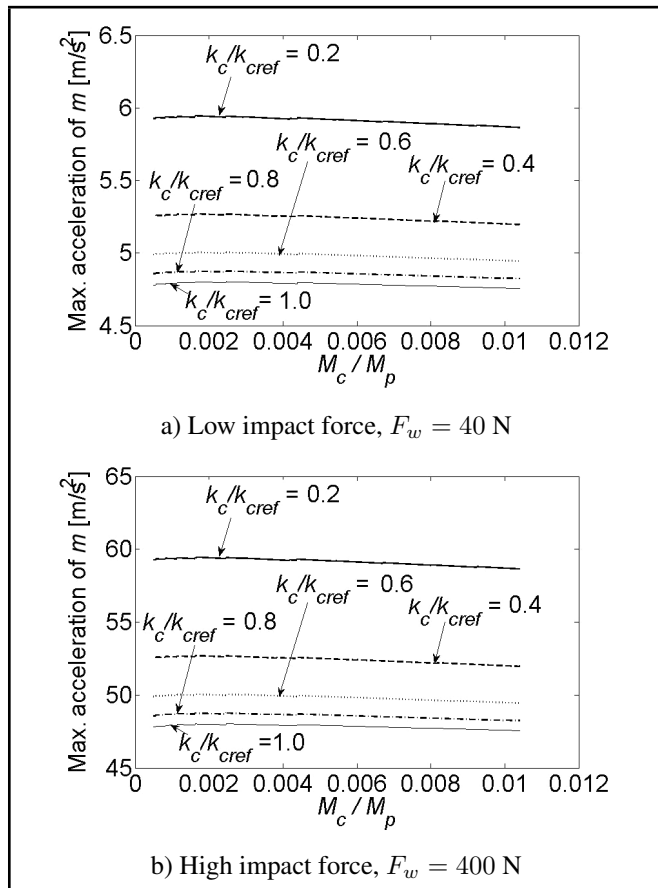 6.5
k_c/k_cref = 0.2
6
k_c/k_cref = 0.6
5.5
k_c/k_cref = 0.8
k_c/k_cref = 0.4
5
k_c/k_cref = 1.0
4.5
Max. acceleration of m [m/s²]
0 0.002 0.004 0.006 0.008 0.01 0.012
M_c / M_p
a) Low impact force, F_w = 40 N
65
k_c/k_cref = 0.2
60
k_c/k_cref = 0.6
55
k_c/k_cref = 0.8
k_c/k_cref = 0.4
50
k_c/k_cref =1.0
45
Max. acceleration of m [m/s²]
0 0.002 0.004 0.006 0.008 0.01 0.012
M_c / M_p
b) High impact force, F_w = 400 N